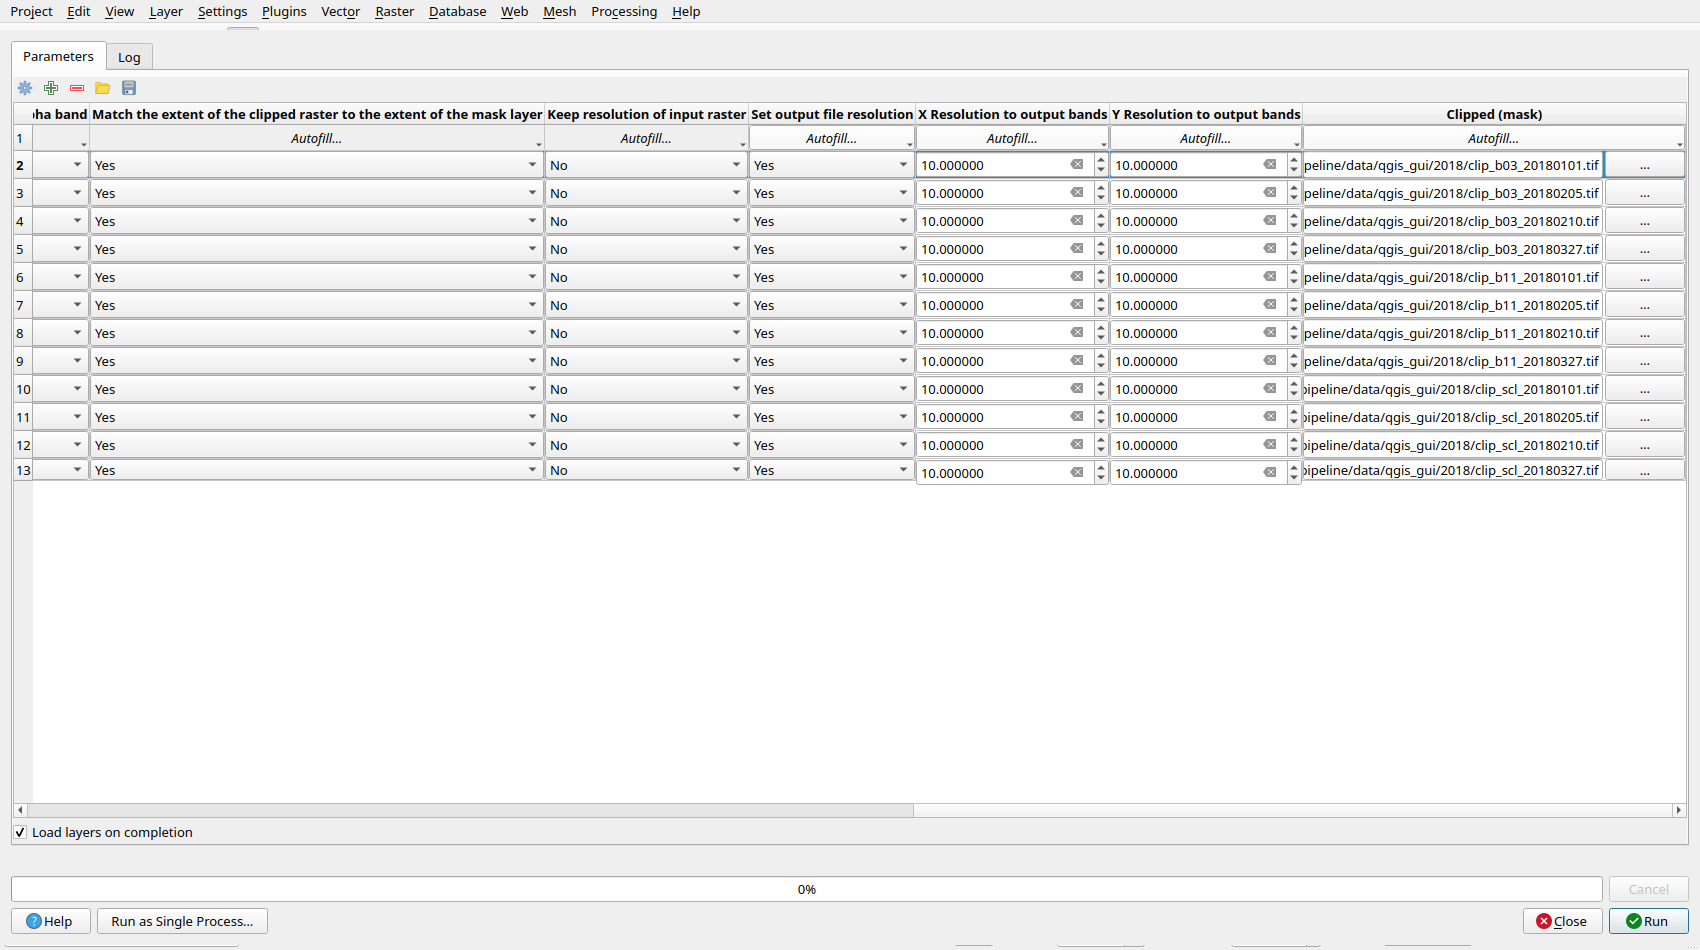 Project Edit View Layer Settings Plugins Vector Raster Database Web Mesh Processing Help
Parameters Log
ha band Match the extent of the clipped raster to the extent of the mask layer Keep resolution of input raster Set output file resolution X Resolution to output bands Y Resolution to output bands Clipped (mask)
1 Autofill... Autofill... Autofill... Autofill... Autofill... Autofill...
2 Yes No Yes 10.000000 10.000000 peline/data/qgis_gui/2018/clip_b03_20180101.tif ...
3 Yes No Yes 10.000000 10.000000 peline/data/qgis_gui/2018/clip_b03_20180205.tif ...
4 Yes No Yes 10.000000 10.000000 peline/data/qgis_gui/2018/clip_b03_20180210.tif ...
5 Yes No Yes 10.000000 10.000000 peline/data/qgis_gui/2018/clip_b03_20180327.tif ...
6 Yes No Yes 10.000000 10.000000 peline/data/qgis_gui/2018/clip_b11_20180101.tif ...
7 Yes No Yes 10.000000 10.000000 peline/data/qgis_gui/2018/clip_b11_20180205.tif ...
8 Yes No Yes 10.000000 10.000000 peline/data/qgis_gui/2018/clip_b11_20180210.tif ...
9 Yes No Yes 10.000000 10.000000 peline/data/qgis_gui/2018/clip_b11_20180327.tif ...
10 Yes No Yes 10.000000 10.000000 pipeline/data/qgis_gui/2018/clip_scl_20180101.tif ...
11 Yes No Yes 10.000000 10.000000 pipeline/data/qgis_gui/2018/clip_scl_20180205.tif ...
12 Yes No Yes 10.000000 10.000000 pipeline/data/qgis_gui/2018/clip_scl_20180210.tif ...
13 Yes No Yes 10.000000 10.000000 pipeline/data/qgis_gui/2018/clip_scl_20180327.tif ...
Load layers on completion
0% Cancel
Help Run as Single Process... Close Run